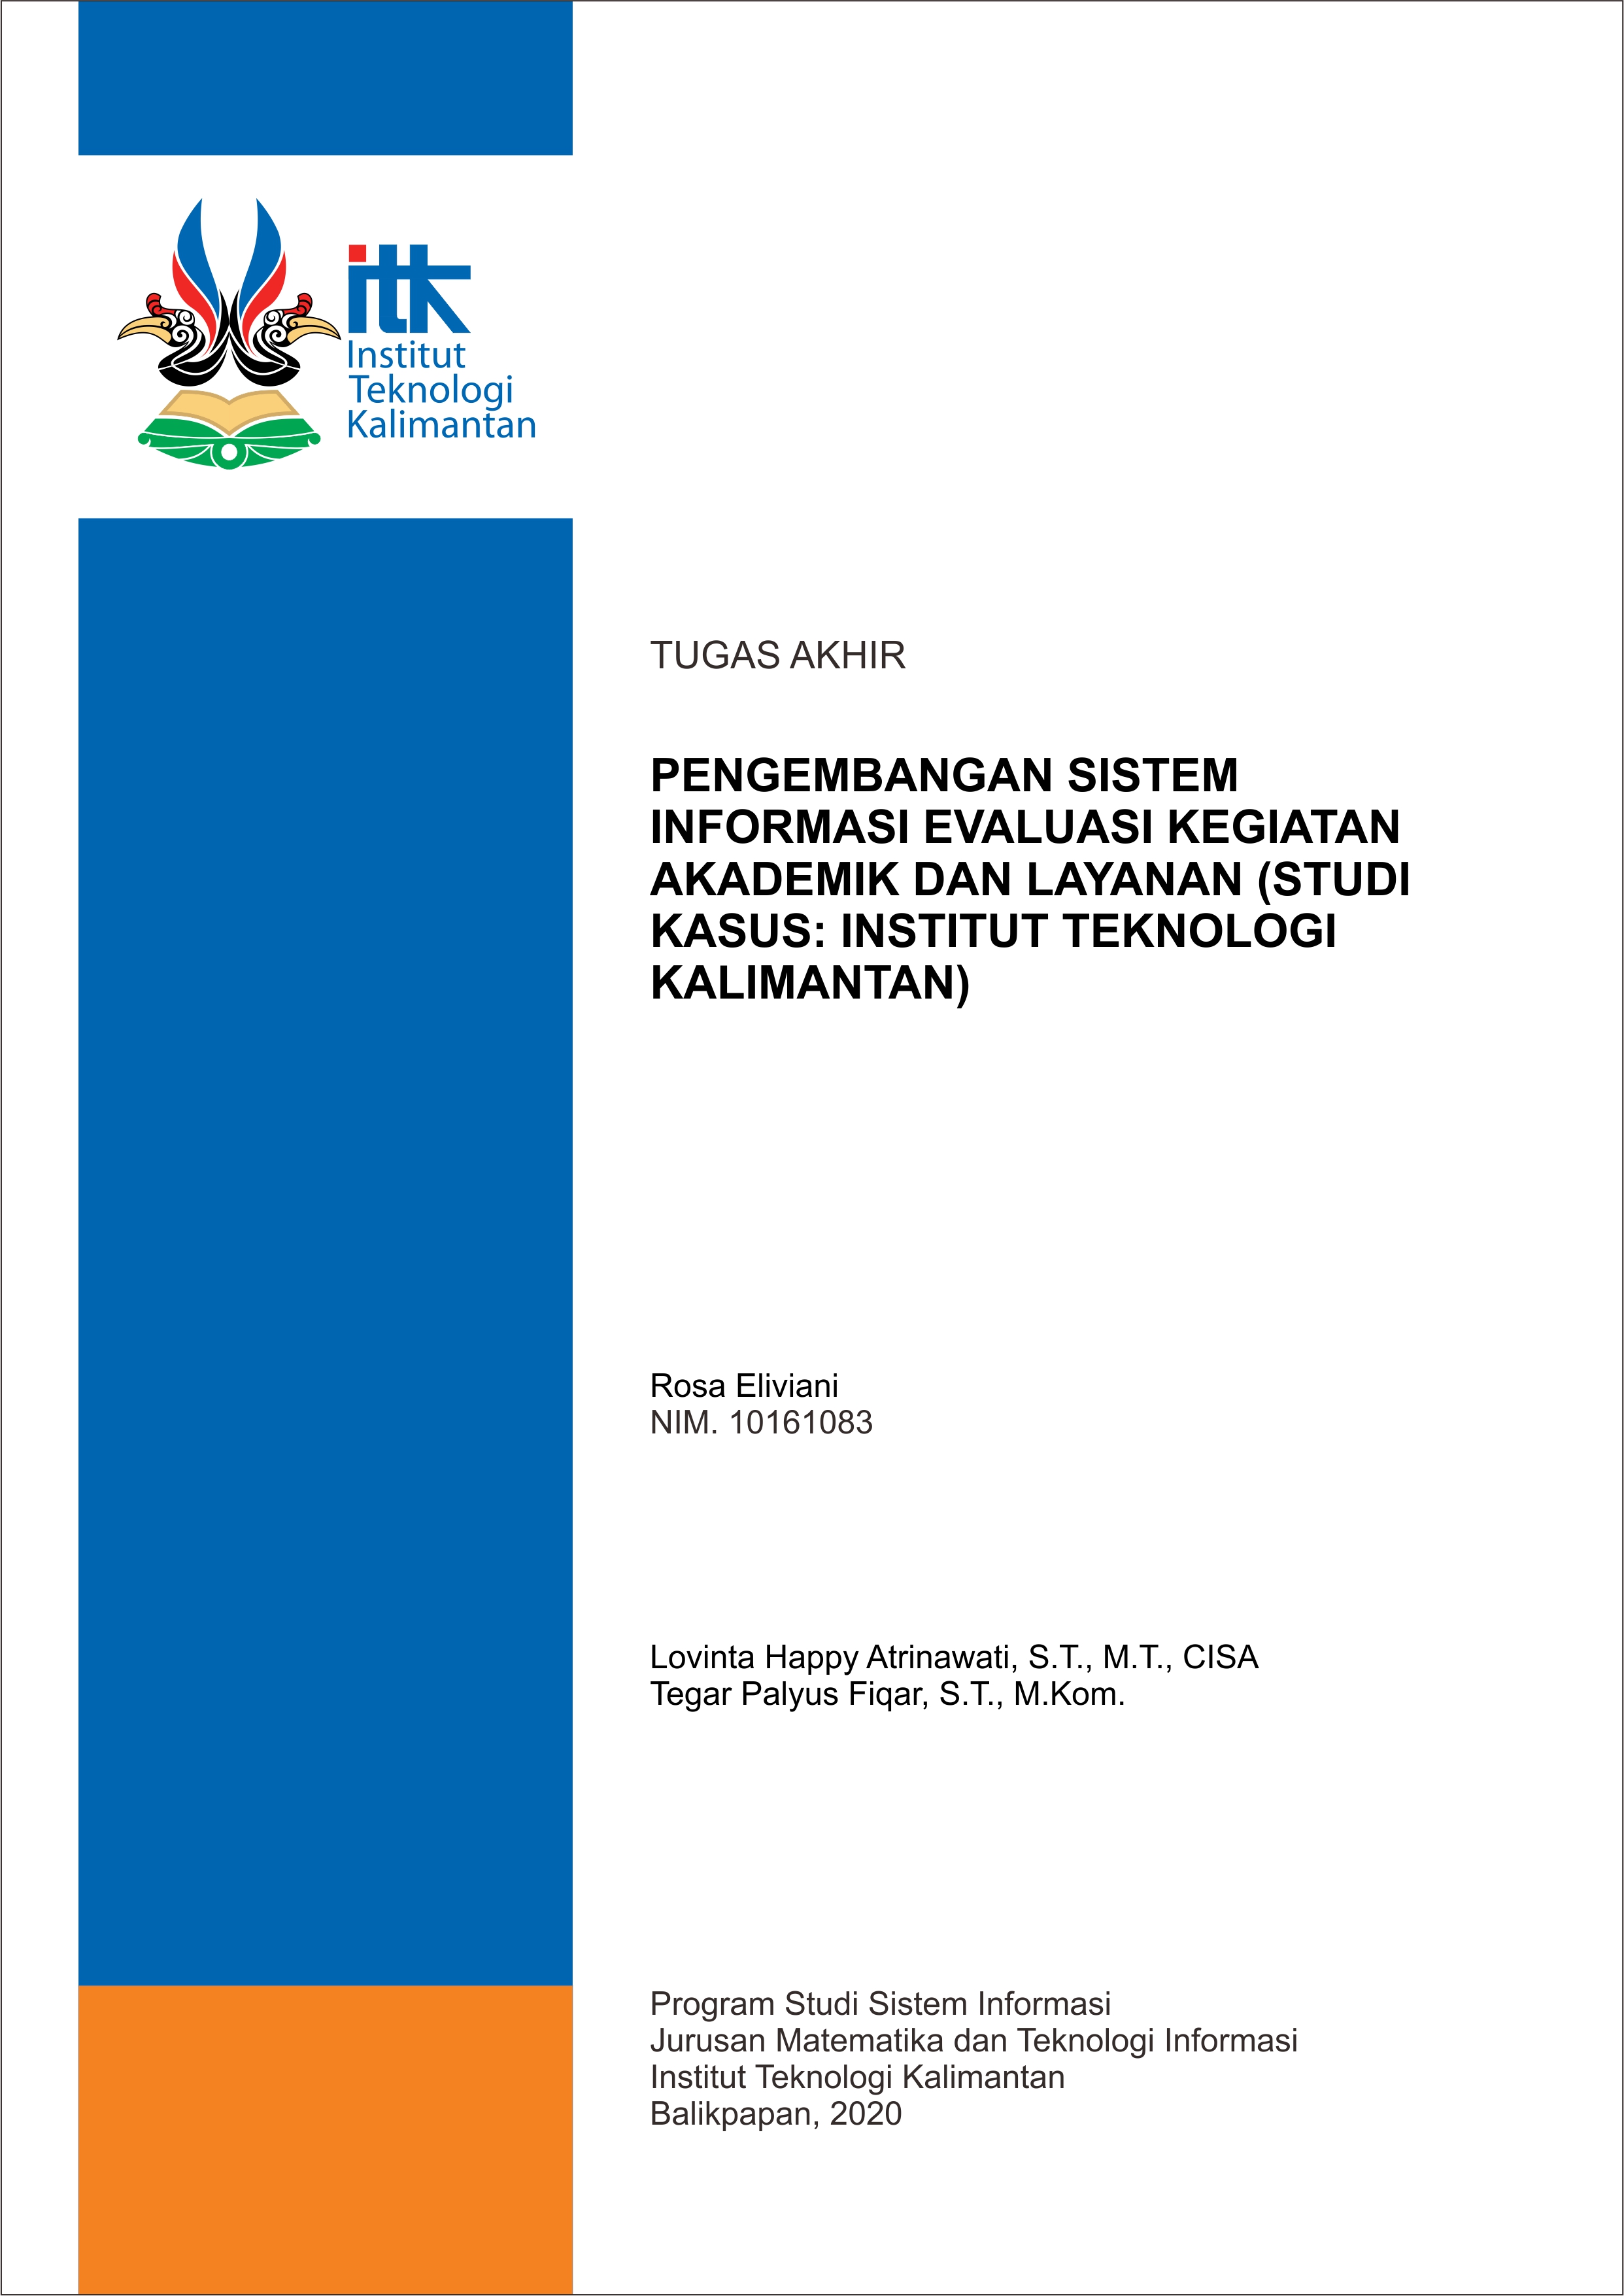 itk
Institut
Teknologi
Kalimantan
TUGAS AKHIR
PENGEMBANGAN SISTEM
INFORMASI EVALUASI KEGIATAN
AKADEMIK DAN LAYANAN (STUDI
KASUS: INSTITUT TEKNOLOGI
KALIMANTAN)
Rosa Eliviani
NIM. 10161083
Lovinta Happy Atrinawati, S.T., M.T., CISA
Tegar Palyus Fiqar, S.T., M.Kom.
Program Studi Sistem Informasi
Jurusan Matematika dan Teknologi Informasi
Institut Teknologi Kalimantan
Balikpapan, 2020